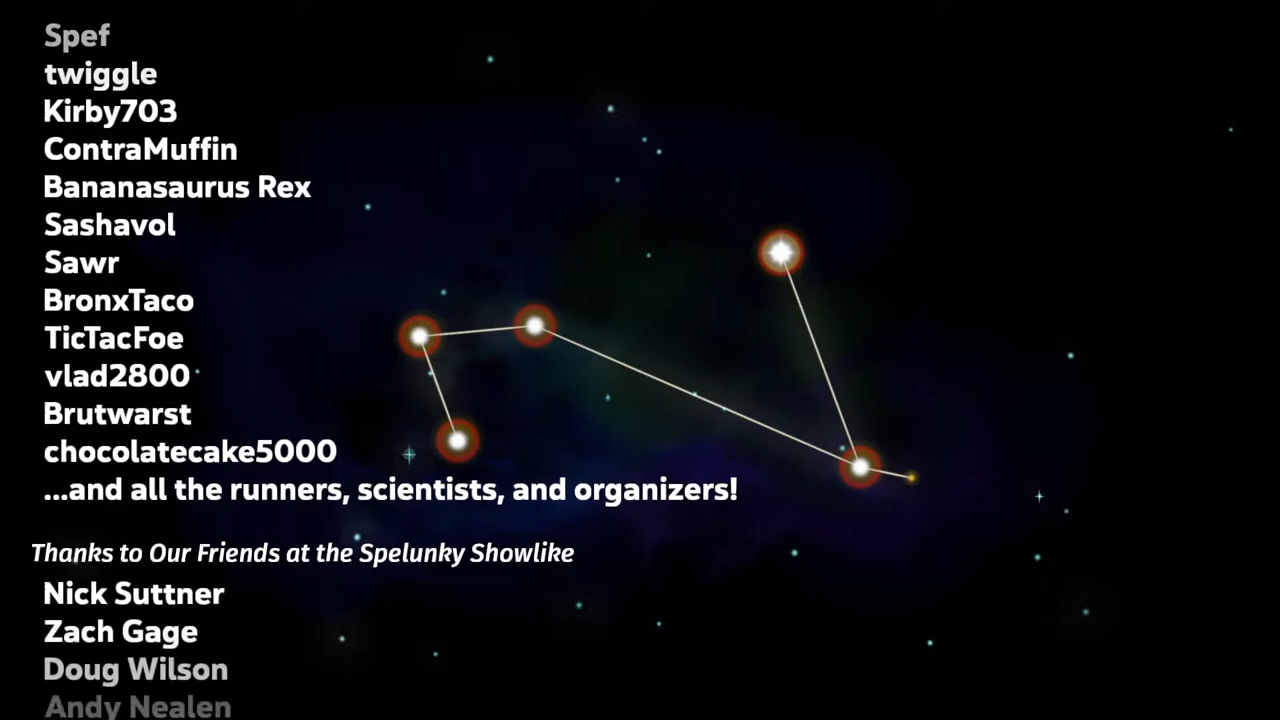 Spef
twiggle
Kirby703
ContraMuffin
Bananasaurus Rex
Sashavol
Sawr
BronxTaco
TicTacFoe
vlad2800
Brutwarst
chocolatecake5000
...and all the runners, scientists, and organizers!
Thanks to Our Friends at the Spelunky Showlike
Nick Suttner
Zach Gage
Doug Wilson
Andy Nealen